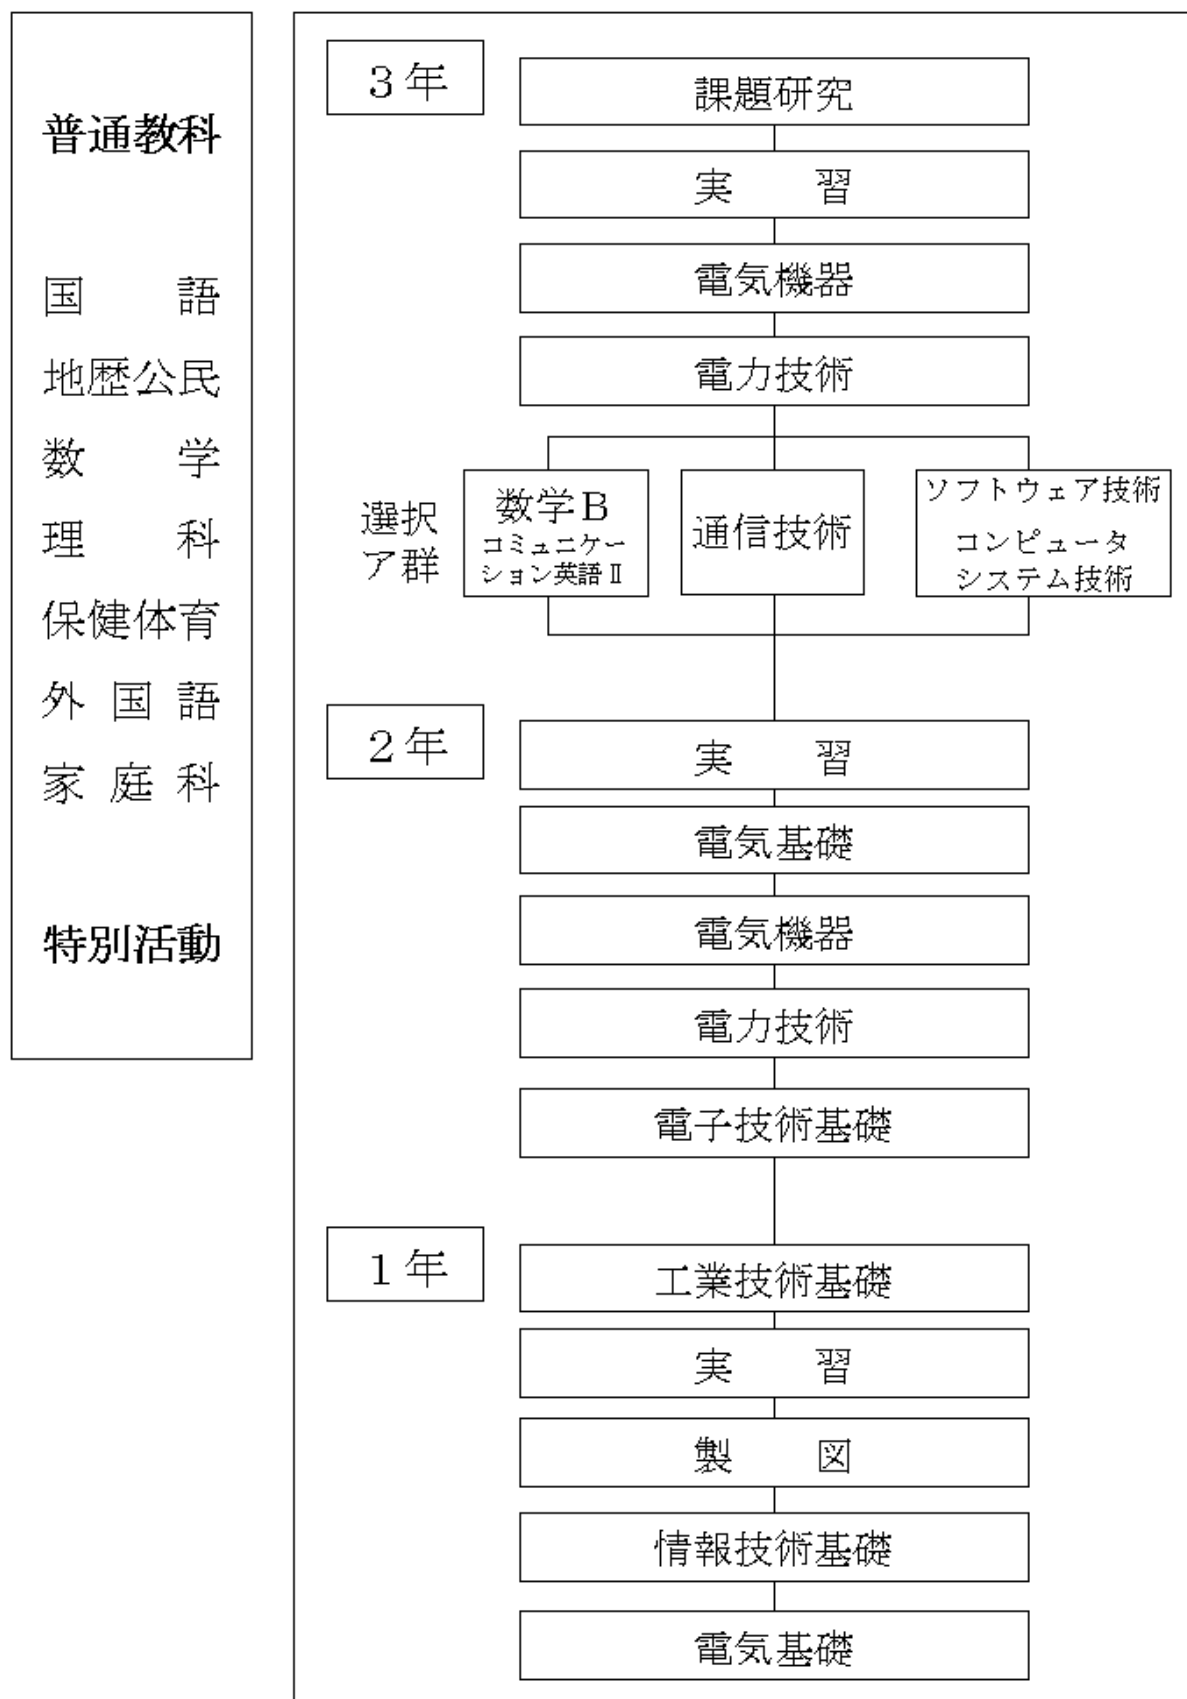 普通教科
国語
地歴公民
数学
理科
保健体育
外国語
家庭科
特別活動
3年
課題研究
実習
電気機器
電力技術
選択
ア群
数学B
コミュニケー
ション英語Ⅱ
通信技術
ソフトウェア技術
コンピュータ
システム技術
2年
実習
電気基礎
電気機器
電力技術
電子技術基礎
1年
工業技術基礎
実習
製図
情報技術基礎
電気基礎